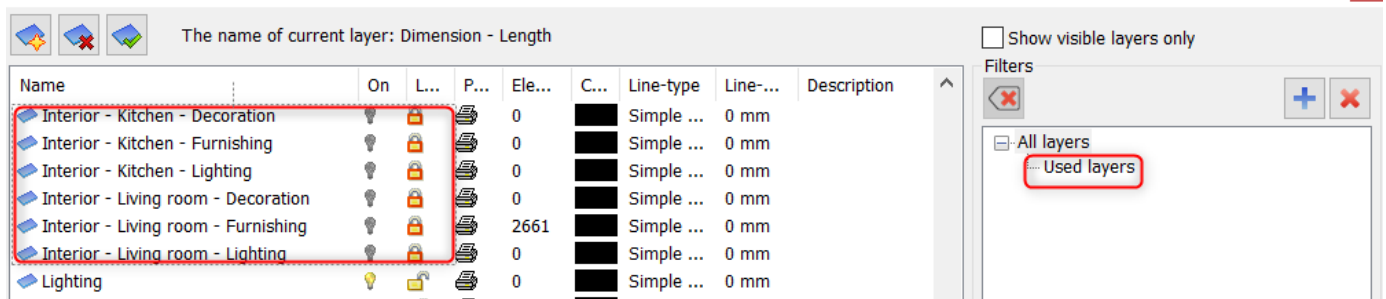 The name of current layer: Dimension - Length
Show visible layers only
Filters
Name On L... P... Ele... C... Line-type Line-... Description
Interior - Kitchen - Decoration 0 Simple ... 0 mm
Interior - Kitchen - Furnishing 0 Simple ... 0 mm
Interior - Kitchen - Lighting 0 Simple ... 0 mm
Interior - Living room - Decoration 0 Simple ... 0 mm
Interior - Living room - Furnishing 2661 Simple ... 0 mm
Interior - Living room - Lighting 0 Simple ... 0 mm
Lighting 0 Simple ... 0 mm
All layers
Used layers